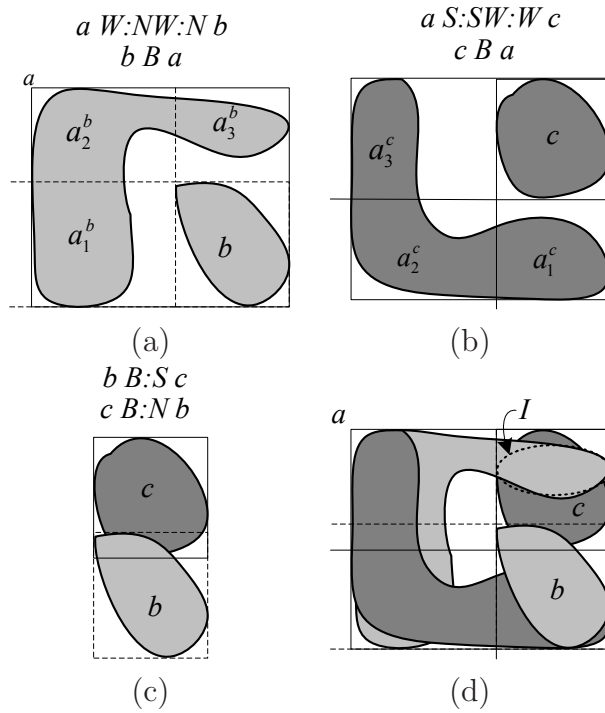 a W:NW:N b
b B a
a
a₂ᵇ
a₃ᵇ
a₁ᵇ
b
(a)
a S:SW:W c
c B a
a₃ᶜ
c
a₂ᶜ
a₁ᶜ
(b)
b B:S c
c B:N b
c
b
(c)
a
I
c
b
(d)